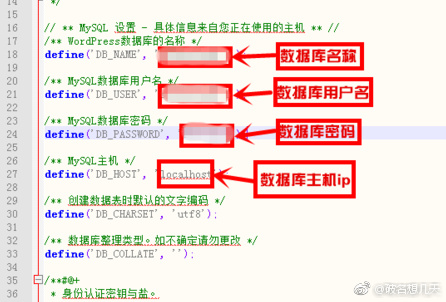 14 */
15
16 // ** MySQL 设置 - 具体信息来自您正在使用的主机 ** //
17 /** WordPress数据库的名称 */
18 define('DB_NAME', '
数据库名称
19
20 /** MySQL数据库用户名 */
21 define('DB_USER', '
数据库用户名
22
23 /** MySQL数据库密码 */
24 define('DB_PASSWORD', '
数据库密码
25
26 /** MySQL主机 */
27 define('DB_HOST', 'localhost
数据库主机ip
28
29 /** 创建数据表时默认的文字编码 */
30 define('DB_CHARSET', 'utf8');
31
32 /** 数据库整理类型。如不确定请勿更改 */
33 define('DB_COLLATE', '');
34
35 /**#@+
36 * 身份认证密钥与盐。